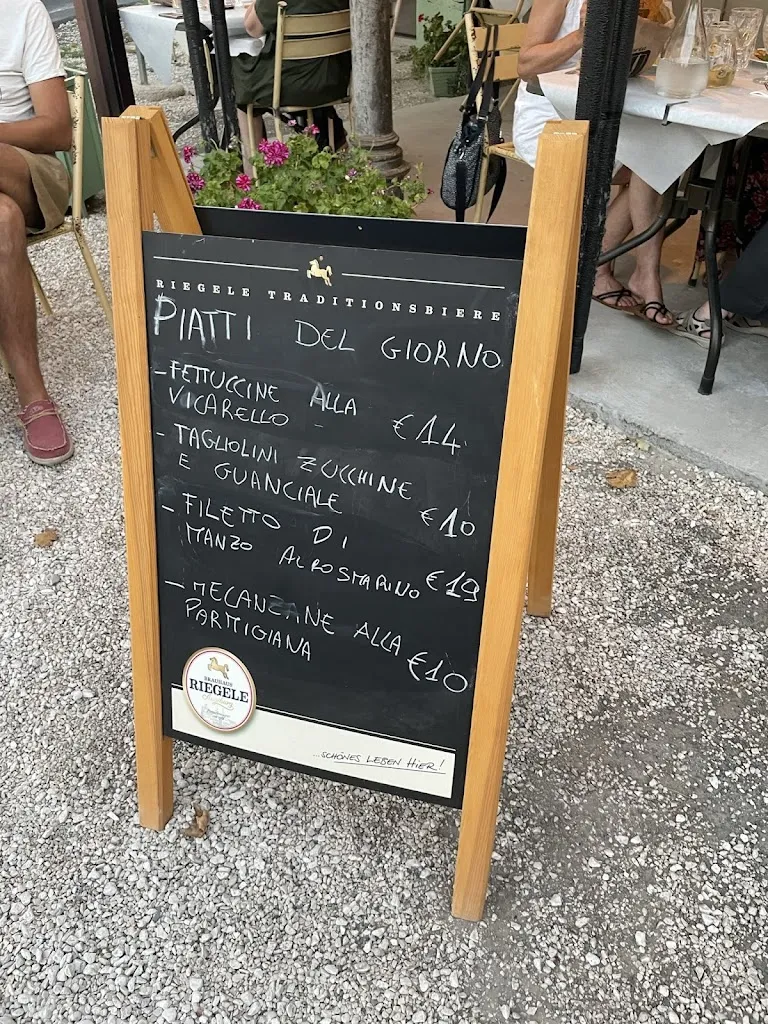 RIEGELE TRADITIONSBIERE
PIATTI DEL GIORNO
- FETTUCCINE ALLA
VICARELLO € 14
- TAGLIOLINI ZUCCHINE
E GUANCIALE € 10
- FILETTO DI
MANZO AL ROSMARINO € 19
- MELANZANE ALLA
PARMIGIANA € 10
BRAUHAUS
RIEGELE
...SCHÖNES LEBEN HIER!